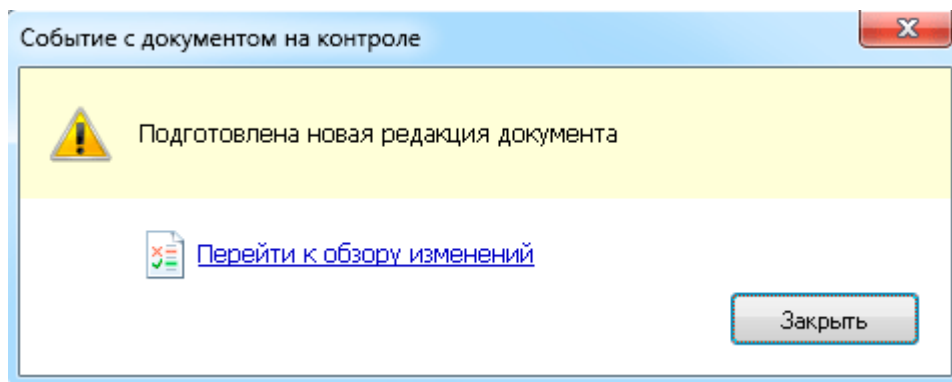 Событие с документом на контроле
Подготовлена новая редакция документа
Перейти к обзору изменений
Закрыть